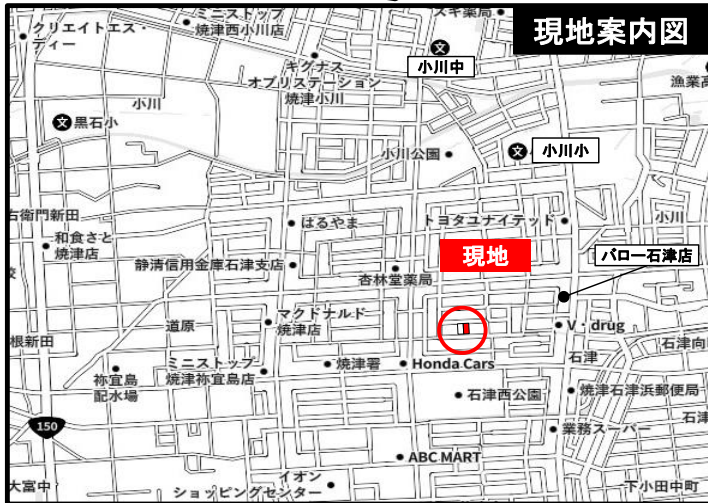 ミニストップ
焼津西小川店
スギ薬局
クリエイトエス・
ディー
現地案内図
小川中
キグナス
オブリステーション
焼津小川
漁業高
小川
文
黒石小
小川公園
文
小川小
文
右衛門新田
はるやま
トヨタユナイテッド
小川
和食さと
焼津店
静清信用金庫石津支店
現地
バロー石津店
杏林堂薬局
校
マクドナルド
焼津店
道原
V・drug
根新田
石津
石津向
祢宜島
配水場
ミニストップ
焼津祢宜島店
焼津署
Honda Cars
石津西公園
焼津石津浜郵便局
石津
150
業務スーパー
ABC MART
大富中
イオン
ショッピングセンター
下小田中町